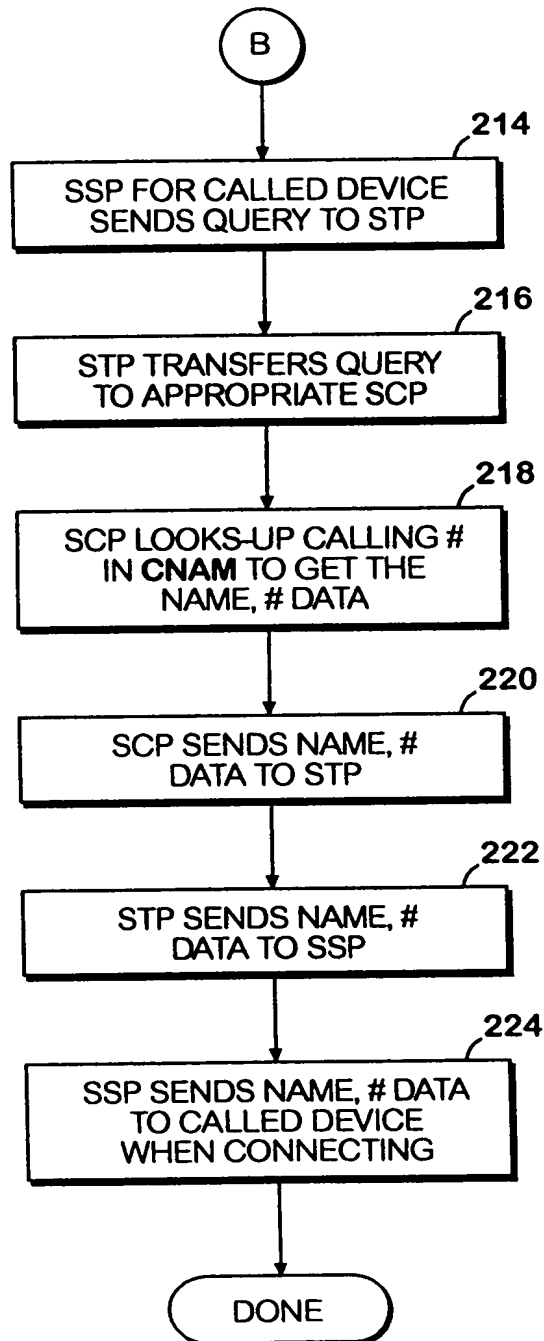 B
214
SSP FOR CALLED DEVICE
SENDS QUERY TO STP
216
STP TRANSFERS QUERY
TO APPROPRIATE SCP
218
SCP LOOKS-UP CALLING #
IN CNAM TO GET THE
NAME, # DATA
220
SCP SENDS NAME, #
DATA TO STP
222
STP SENDS NAME, #
DATA TO SSP
224
SSP SENDS NAME, # DATA
TO CALLED DEVICE
WHEN CONNECTING
DONE